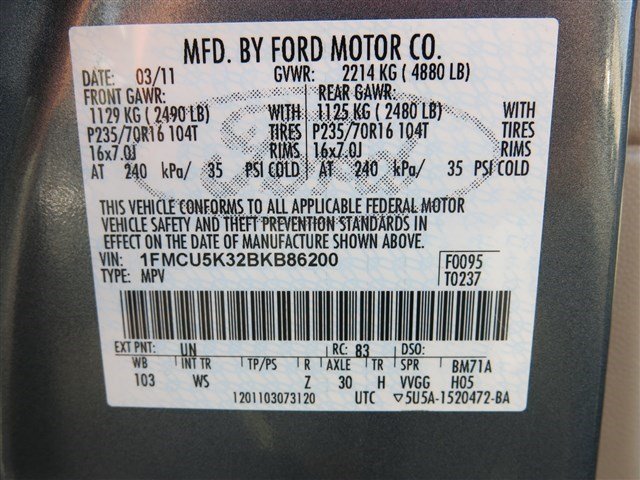 MFD. BY FORD MOTOR CO.
DATE: 03/11 GVWR: 2214 KG ( 4880 LB)
FRONT GAWR: REAR GAWR:
1129 KG ( 2490 LB) WITH 1125 KG ( 2480 LB) WITH
P235/70R16 104T TIRES P235/70R16 104T TIRES
16x7.0J RIMS 16x7.0J RIMS
AT 240 kPa/ 35 PSI COLD AT 240 kPa/ 35 PSI COLD
Ford
THIS VEHICLE CONFORMS TO ALL APPLICABLE FEDERAL MOTOR
VEHICLE SAFETY AND THEFT PREVENTION STANDARDS IN
EFFECT ON THE DATE OF MANUFACTURE SHOWN ABOVE.
VIN: 1FMCU5K32BKB86200 F0095
TYPE: MPV T0237
EXT PNT: UN RC: 83 DSO:
WB INT TR TP/PS R AXLE TR SPR BM71A
103 WS Z 30 H VVGG H05
1201103073120 UTC ▽5U5A-1520472-BA